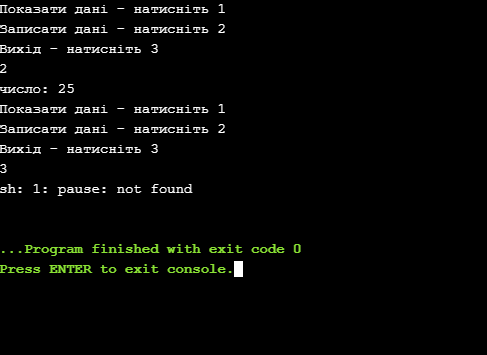 Показати дані - натисніть 1
Записати дані - натисніть 2
Вихід - натисніть 3
2
число: 25
Показати дані - натисніть 1
Записати дані - натисніть 2
Вихід - натисніть 3
3
sh: 1: pause: not found
...Program finished with exit code 0
Press ENTER to exit console.